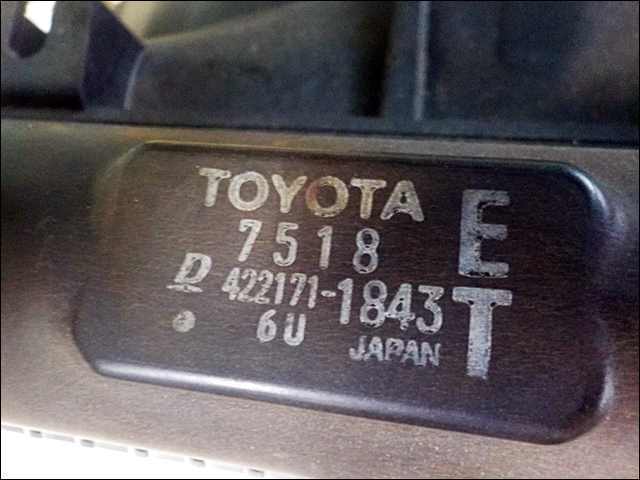 TOYOTA
7518
D 422171-1843
6U JAPAN
E
T